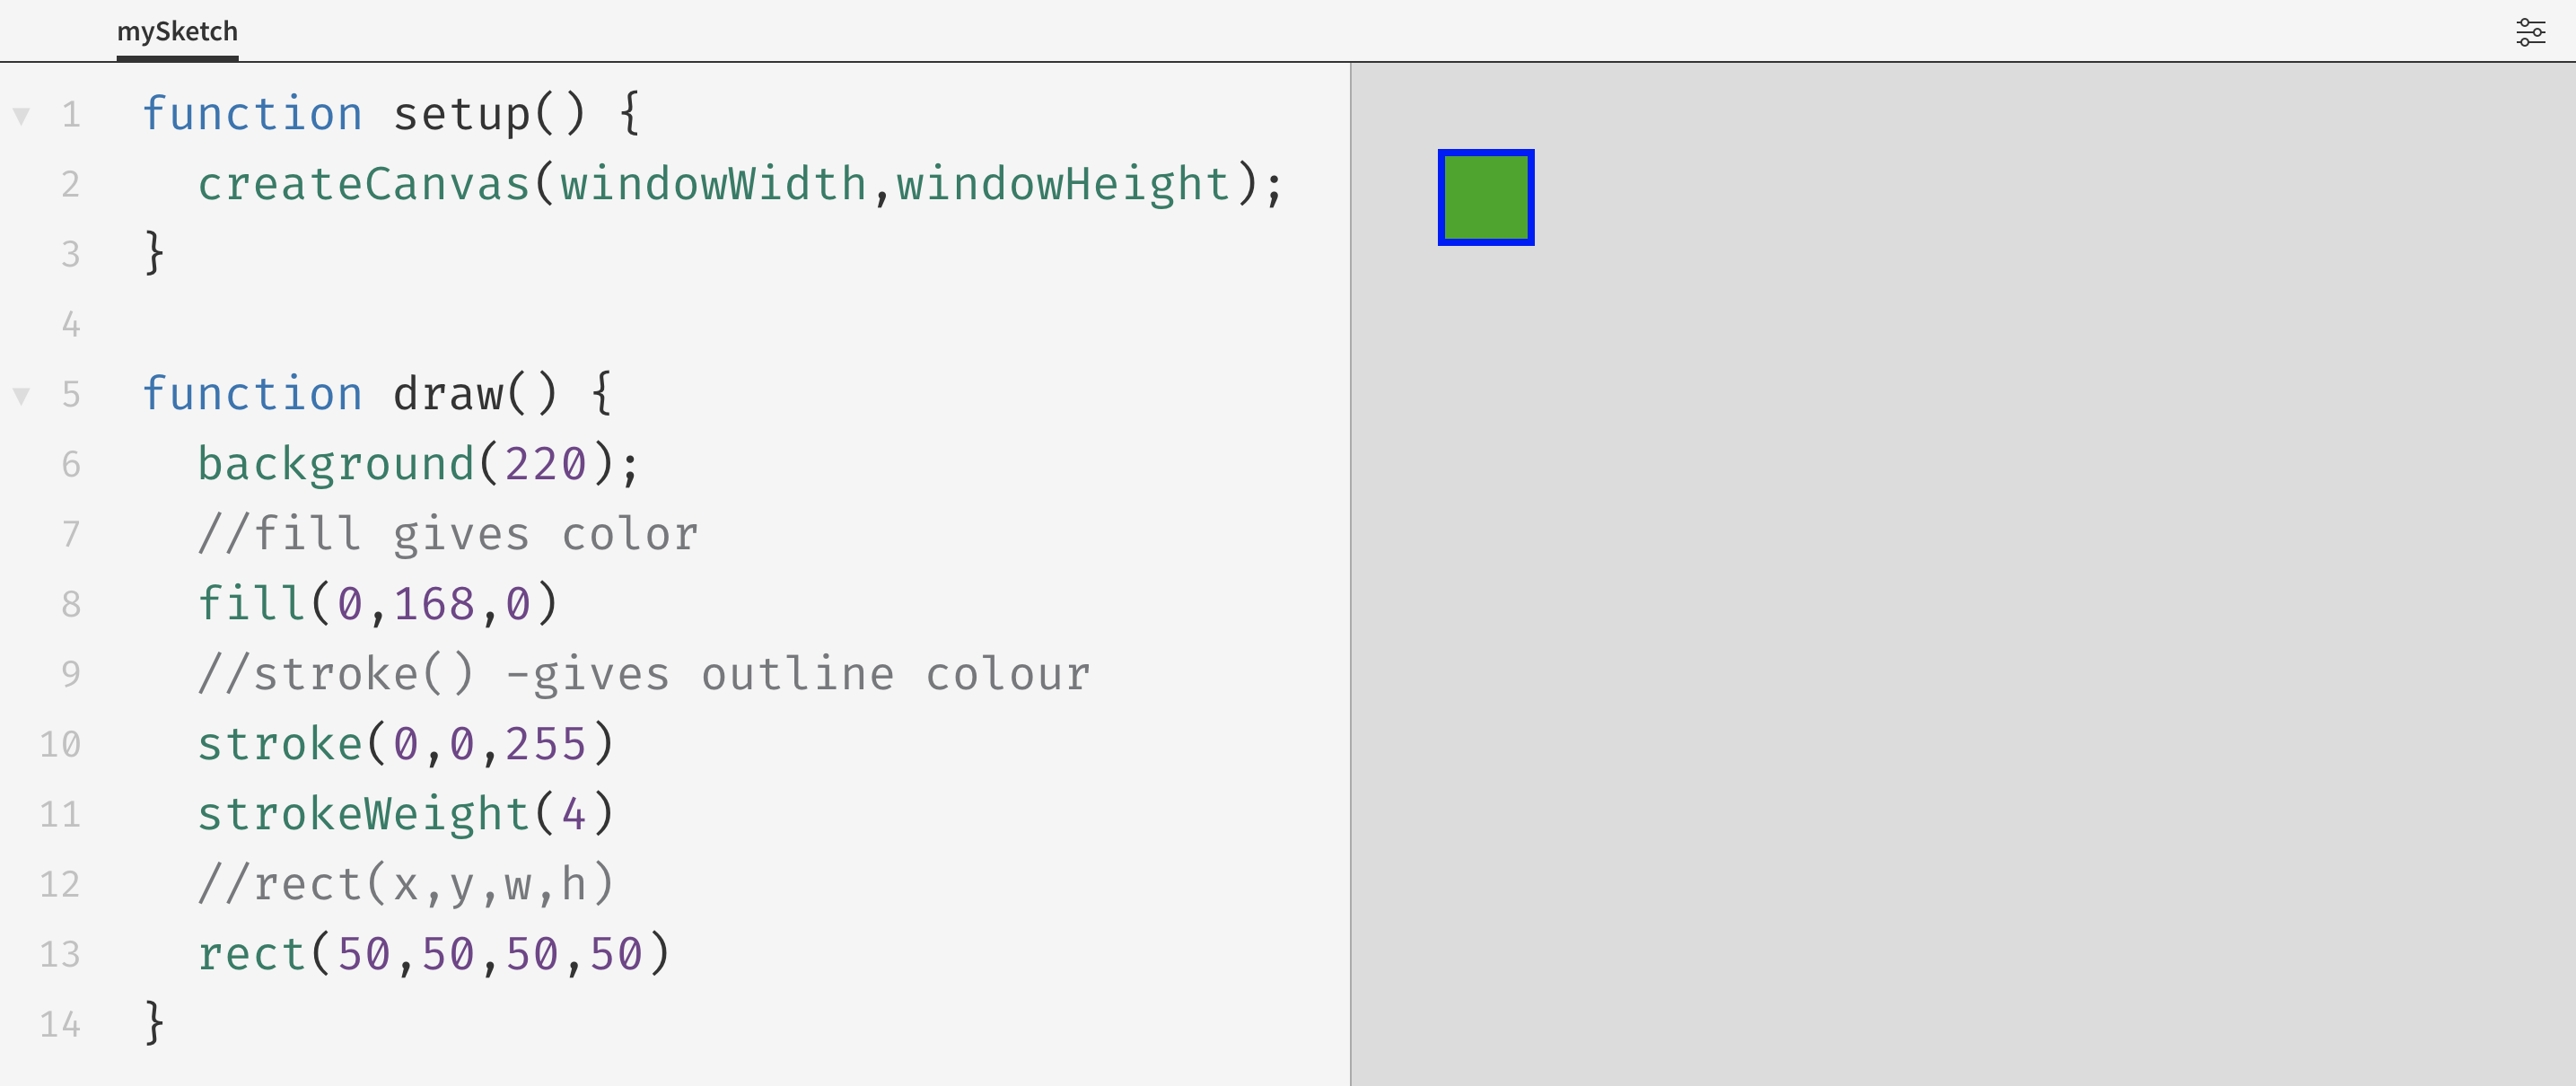 mySketch
1 function setup() {
2 createCanvas(windowWidth,windowHeight);
3 }
4
5 function draw() {
6 background(220);
7 //fill gives color
8 fill(0,168,0)
9 //stroke() -gives outline colour
10 stroke(0,0,255)
11 strokeWeight(4)
12 //rect(x,y,w,h)
13 rect(50,50,50,50)
14 }